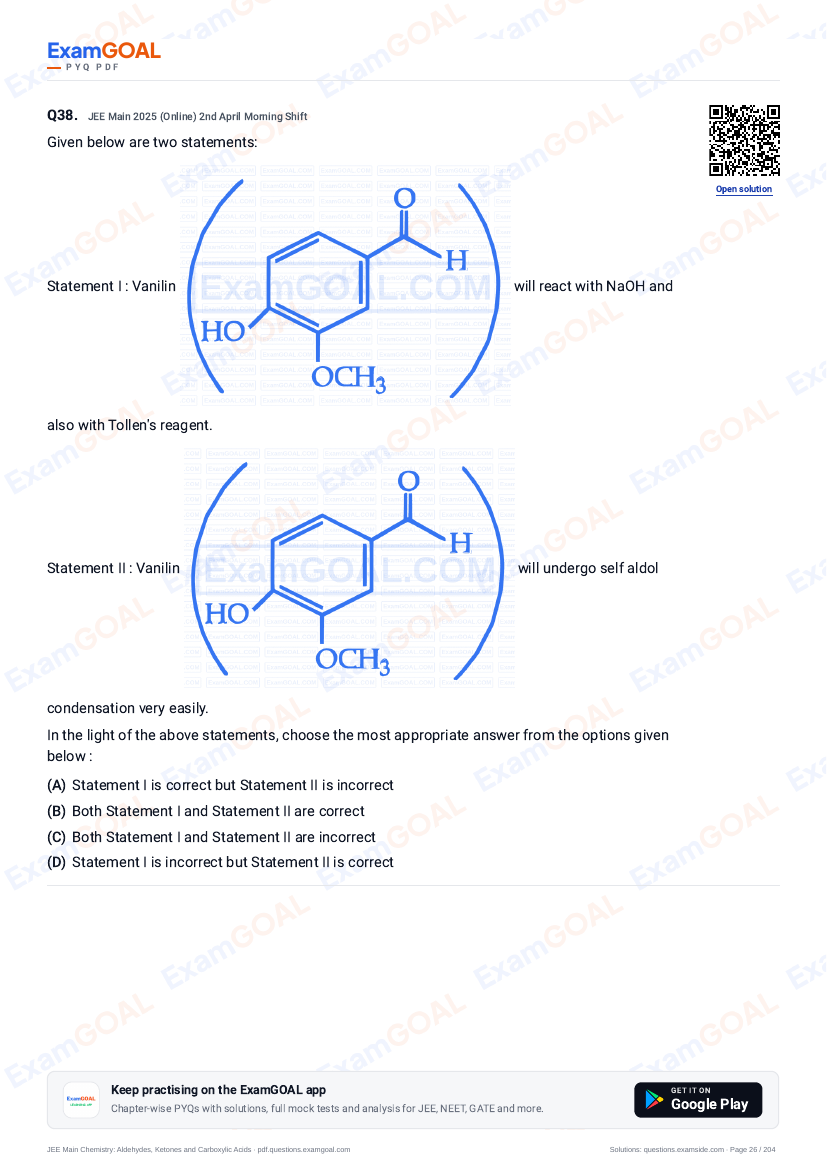 ExamGOAL
PYQ PDF
Q38. JEE Main 2025 (Online) 2nd April Morning Shift
Given below are two statements:
Open solution
O
H
Statement I : Vanilin will react with NaOH and
HO
OCH3
also with Tollen's reagent.
O
H
Statement II : Vanilin will undergo self aldol
HO
OCH3
condensation very easily.
In the light of the above statements, choose the most appropriate answer from the options given
below :
(A) Statement I is correct but Statement II is incorrect
(B) Both Statement I and Statement II are correct
(C) Both Statement I and Statement II are incorrect
(D) Statement I is incorrect but Statement II is correct
Keep practising on the ExamGOAL app
Chapter-wise PYQs with solutions, full mock tests and analysis for JEE, NEET, GATE and more.
GET IT ON
Google Play
JEE Main Chemistry: Aldehydes, Ketones and Carboxylic Acids · pdf.questions.examgoal.com
Solutions: questions.examside.com · Page 26 / 204